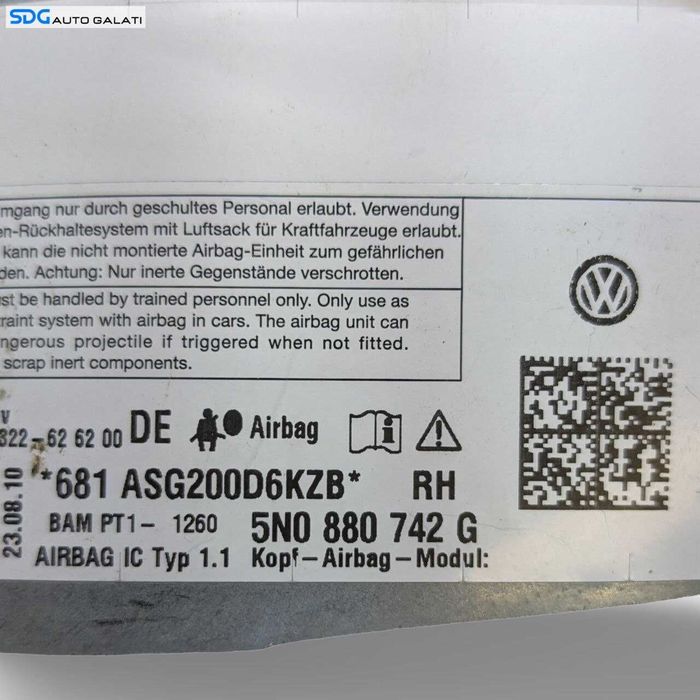 SDG AUTO GALATI
mgang nur durch geschultes Personal erlaubt. Verwendung
en-Rückhaltesystem mit Luftsack für Kraftfahrzeuge erlaubt.
kann die nicht montierte Airbag-Einheit zum gefährlichen
den. Achtung: Nur inerte Gegenstände verschrotten.
st be handled by trained personnel only. Only use as
raint system with airbag in cars. The airbag unit can
ngerous projectile if triggered when not fitted.
scrap inert components.
V
322-62 62 00 DE Airbag
*681 ASG200D6KZB* RH
23.08.10
BAM PT1- 1260 5N0 880 742 G
AIRBAG IC Typ 1.1 Kopf-Airbag-Modul: